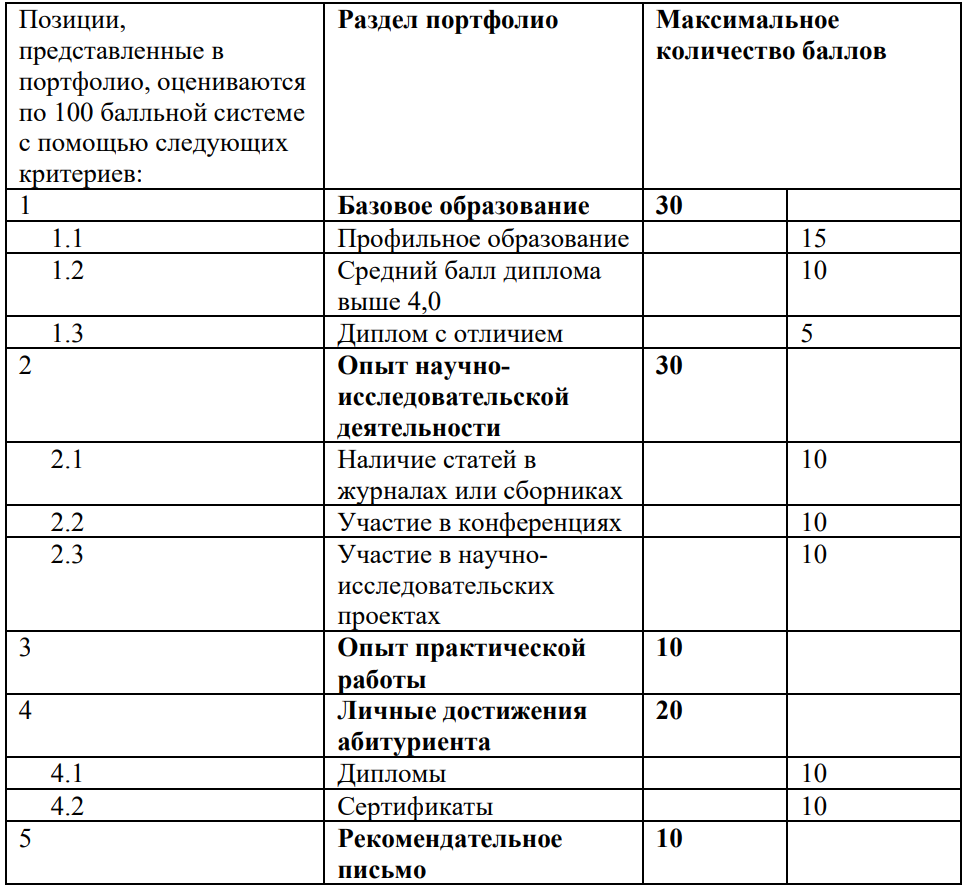 Позиции,
представленные в
портфолио, оцениваются
по 100 балльной системе
с помощью следующих
критериев:
Раздел портфолио
Максимальное
количество баллов
1
Базовое образование
30
1.1
Профильное образование
15
1.2
Средний балл диплома
выше 4,0
10
1.3
Диплом с отличием
5
2
Опыт научно-
исследовательской
деятельности
30
2.1
Наличие статей в
журналах или сборниках
10
2.2
Участие в конференциях
10
2.3
Участие в научно-
исследовательских
проектах
10
3
Опыт практической
работы
10
4
Личные достижения
абитуриента
20
4.1
Дипломы
10
4.2
Сертификаты
10
5
Рекомендательное
письмо
10